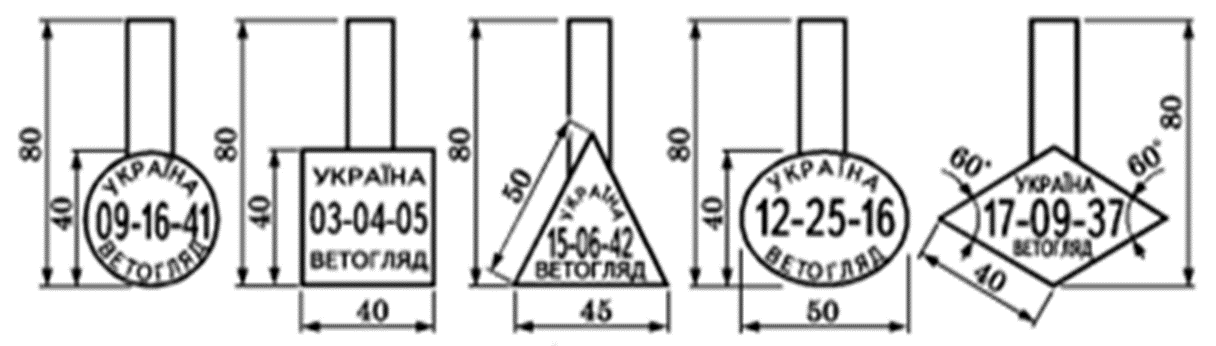 80
40
УКРАЇНА
09-16-41
ВЕТОГЛЯД
80
40
УКРАЇНА
03-04-05
ВЕТОГЛЯД
40
80
50
УКРАЇНА
15-06-42
ВЕТОГЛЯД
45
80
40
УКРАЇНА
12-25-16
ВЕТОГЛЯД
50
60°
60°
80
УКРАЇНА
17-09-37
ВЕТОГЛЯД
40